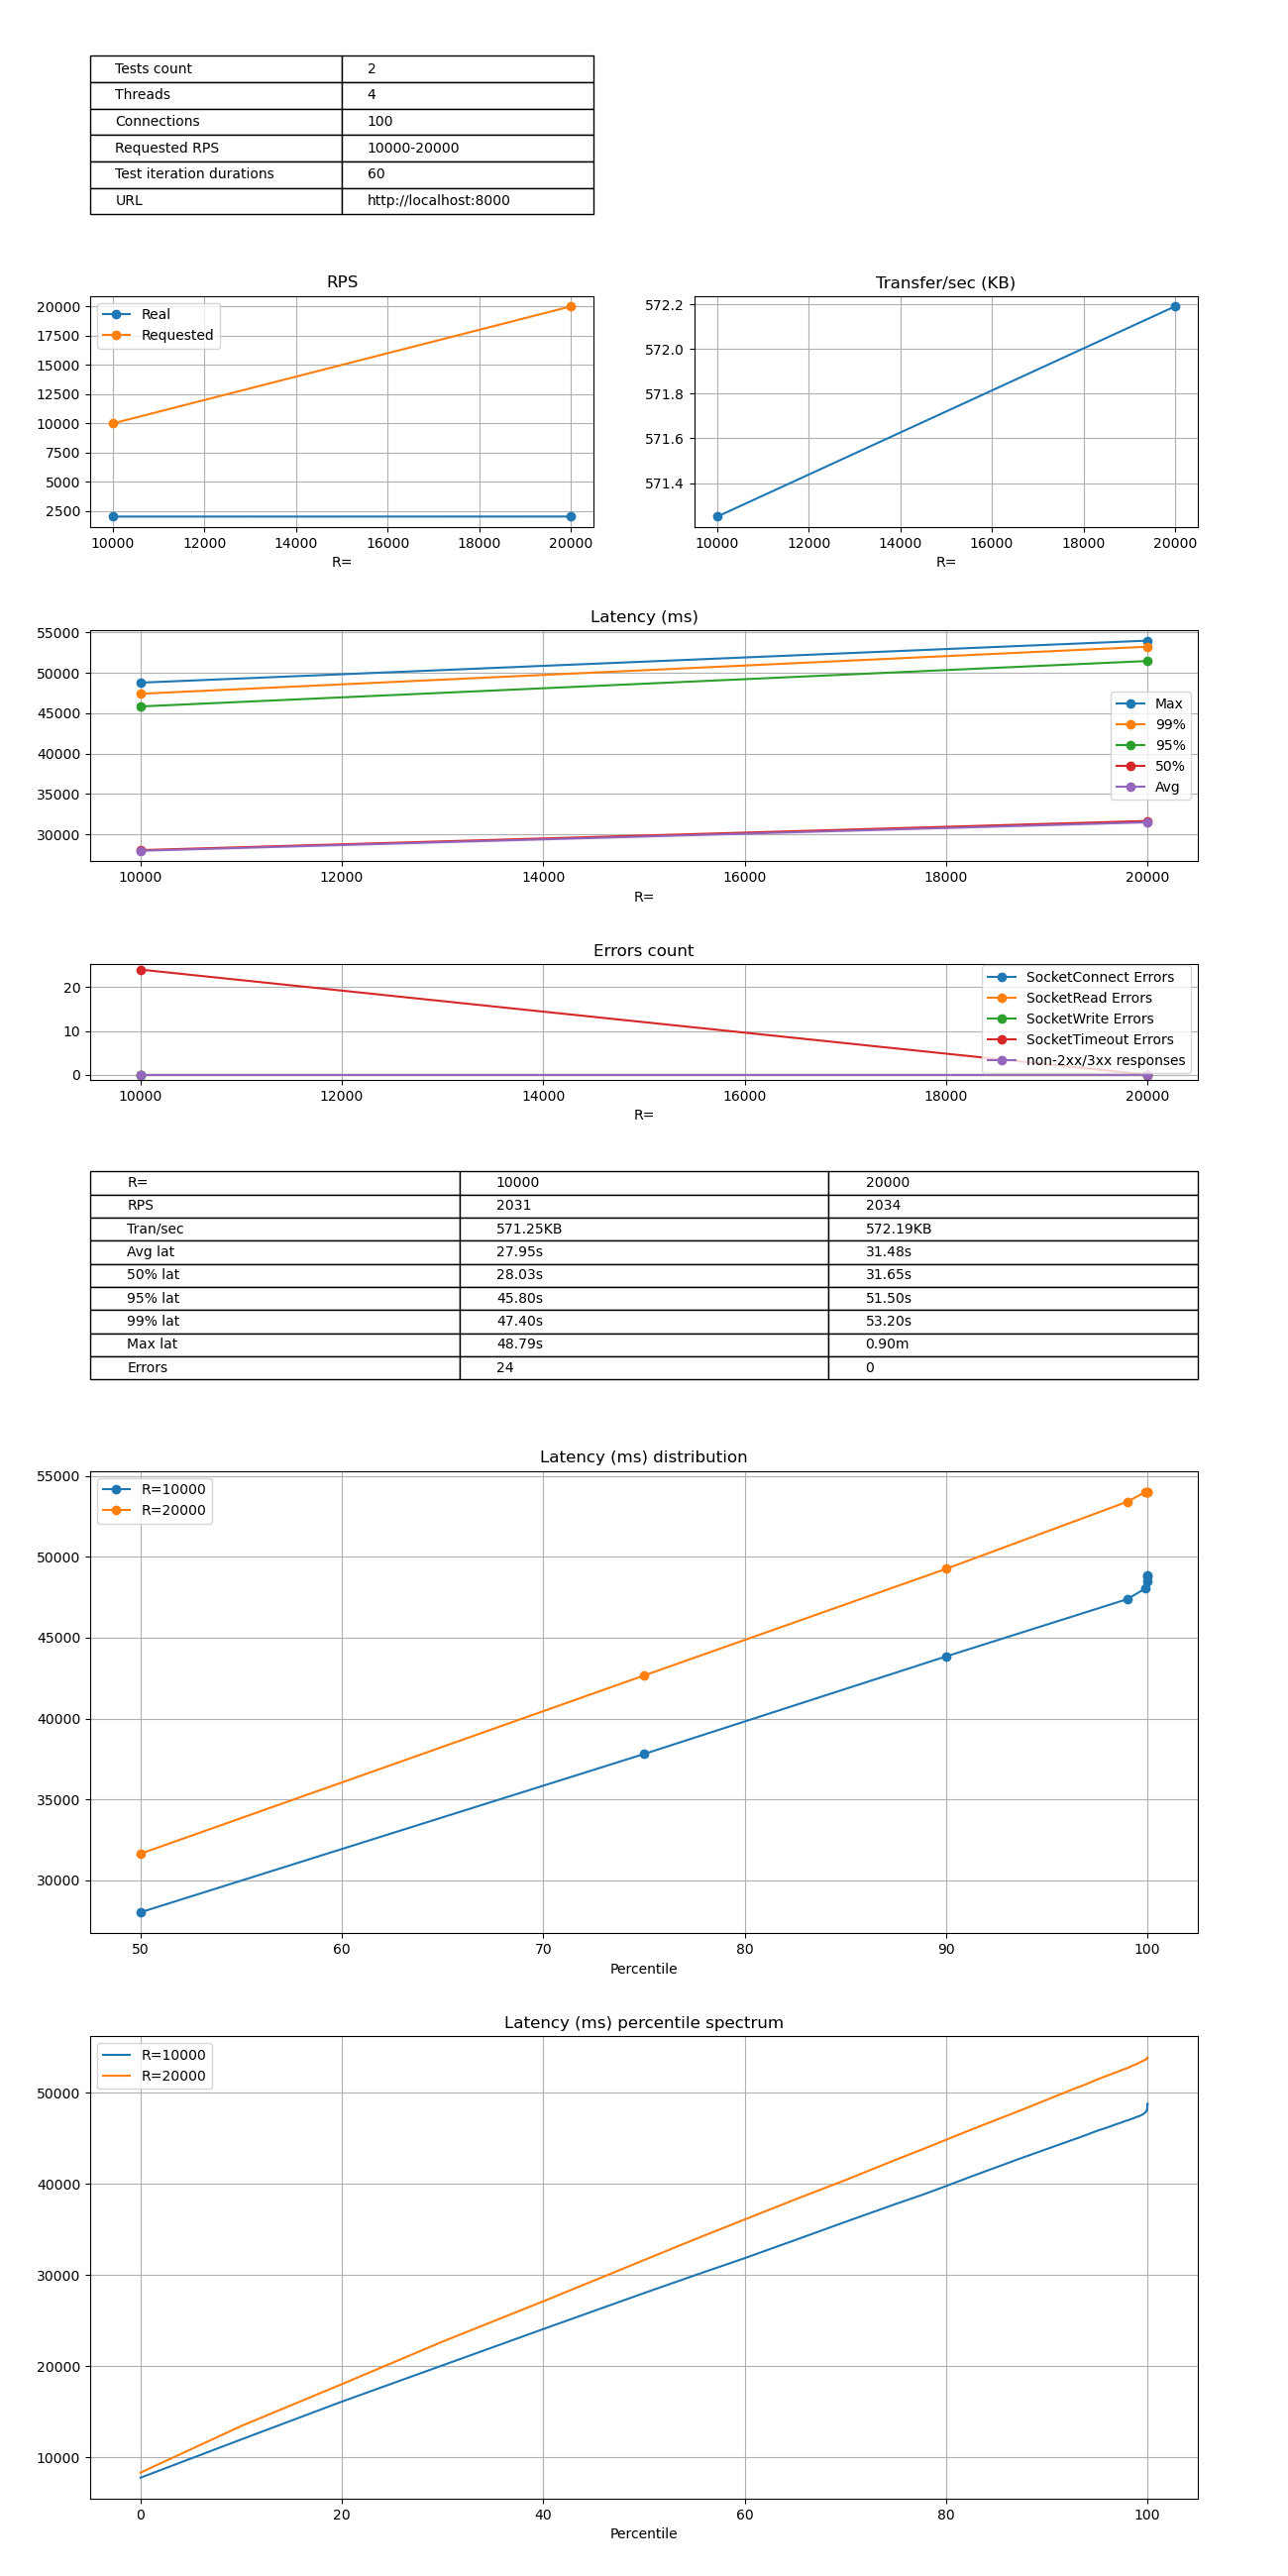 Tests count 2
Threads 4
Connections 100
Requested RPS 10000-20000
Test iteration durations 60
URL http://localhost:8000
RPS
Real
Requested
20000
17500
15000
12500
10000
7500
5000
2500
10000 12000 14000 16000 18000 20000
R=
Transfer/sec (KB)
572.2
572.0
571.8
571.6
571.4
10000 12000 14000 16000 18000 20000
R=
Latency (ms)
55000
50000
45000
40000
35000
30000
Max
99%
95%
50%
Avg
10000 12000 14000 16000 18000 20000
R=
Errors count
20
10
0
SocketConnect Errors
SocketRead Errors
SocketWrite Errors
SocketTimeout Errors
non-2xx/3xx responses
10000 12000 14000 16000 18000 20000
R=
R= 10000 20000
RPS 2031 2034
Tran/sec 571.25KB 572.19KB
Avg lat 27.95s 31.48s
50% lat 28.03s 31.65s
95% lat 45.80s 51.50s
99% lat 47.40s 53.20s
Max lat 48.79s 0.90m
Errors 24 0
Latency (ms) distribution
R=10000
R=20000
55000
50000
45000
40000
35000
30000
50 60 70 80 90 100
Percentile
Latency (ms) percentile spectrum
R=10000
R=20000
50000
40000
30000
20000
10000
0 20 40 60 80 100
Percentile